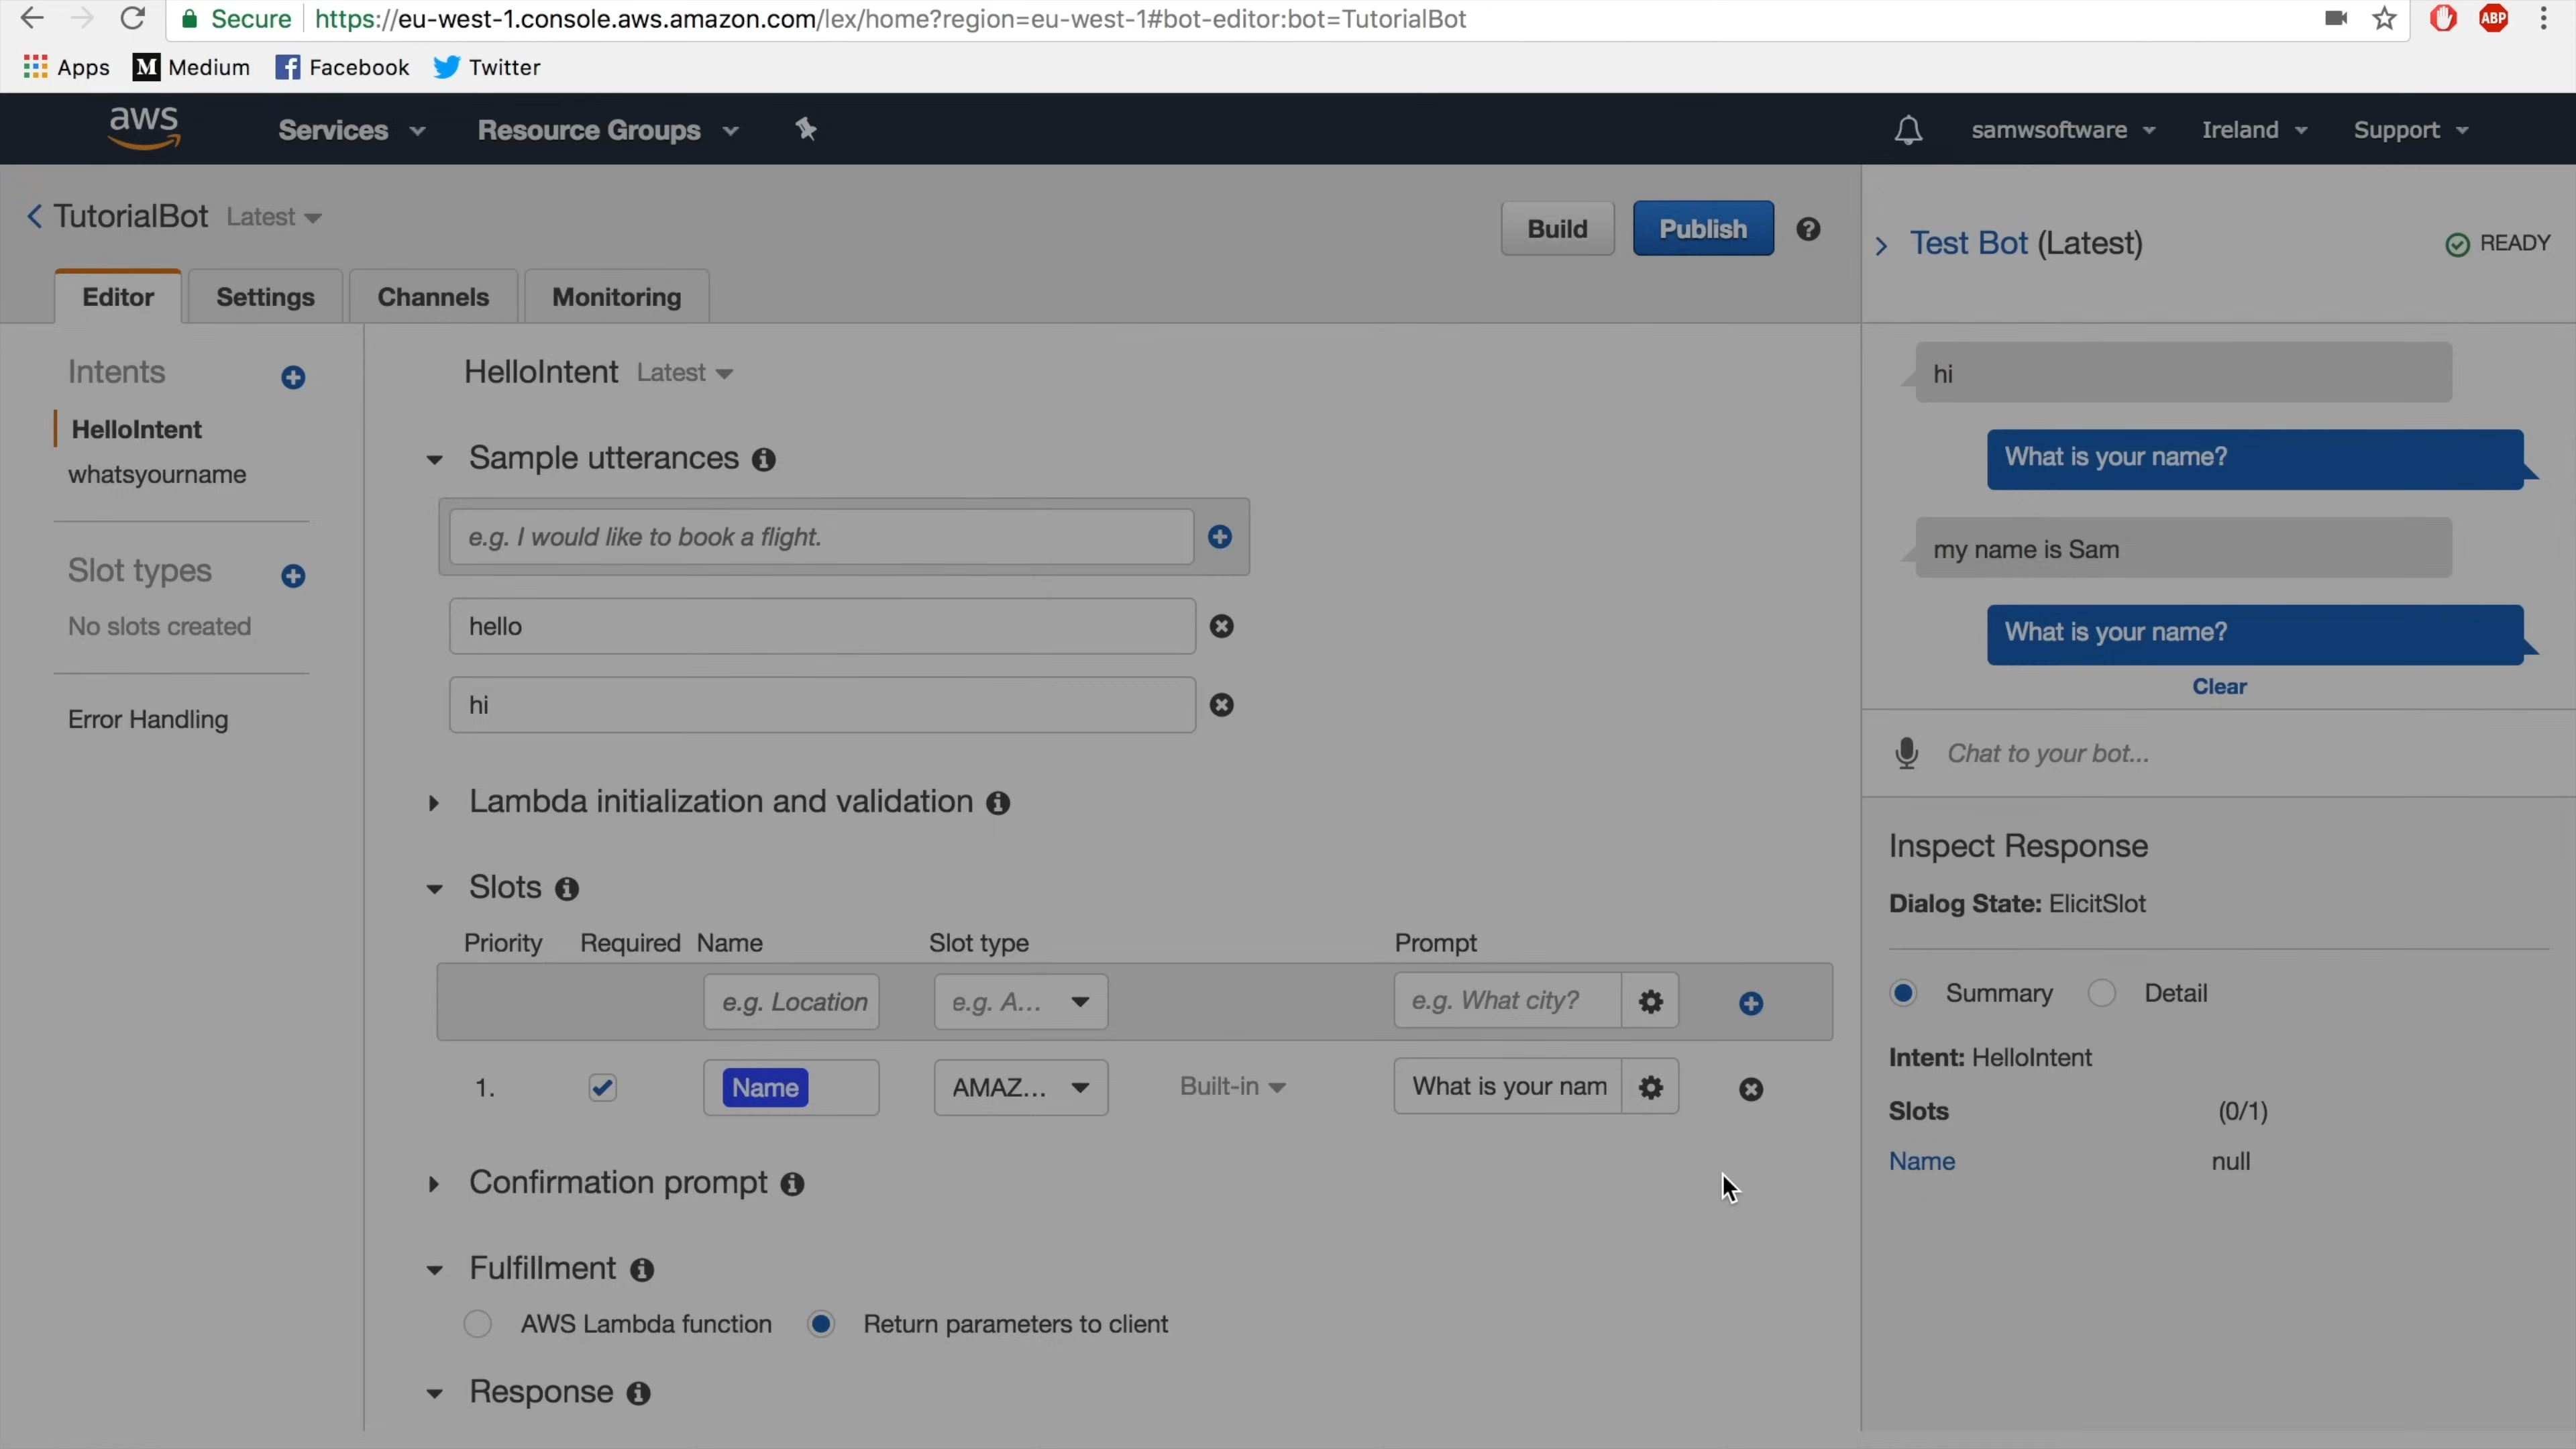 Secure https://eu-west-1.console.aws.amazon.com/lex/home?region=eu-west-1#bot-editor:bot=TutorialBot ABP
Apps M Medium Facebook Twitter
aws Services Resource Groups samwsoftware Ireland Support
TutorialBot Latest Build Publish ?
Editor Settings Channels Monitoring
Intents
HelloIntent
whatsyourname
Slot types
No slots created
Error Handling
HelloIntent Latest
Sample utterances
e.g. I would like to book a flight.
hello
hi
Lambda initialization and validation
Slots
Priority Required Name Slot type Prompt
e.g. Location e.g. A... e.g. What city?
1. Name AMAZ... Built-in What is your nam
Confirmation prompt
Fulfillment
AWS Lambda function Return parameters to client
Response
Test Bot (Latest) READY
hi
What is your name?
my name is Sam
What is your name?
Clear
Chat to your bot...
Inspect Response
Dialog State: ElicitSlot
Summary Detail
Intent: HelloIntent
Slots (0/1)
Name null